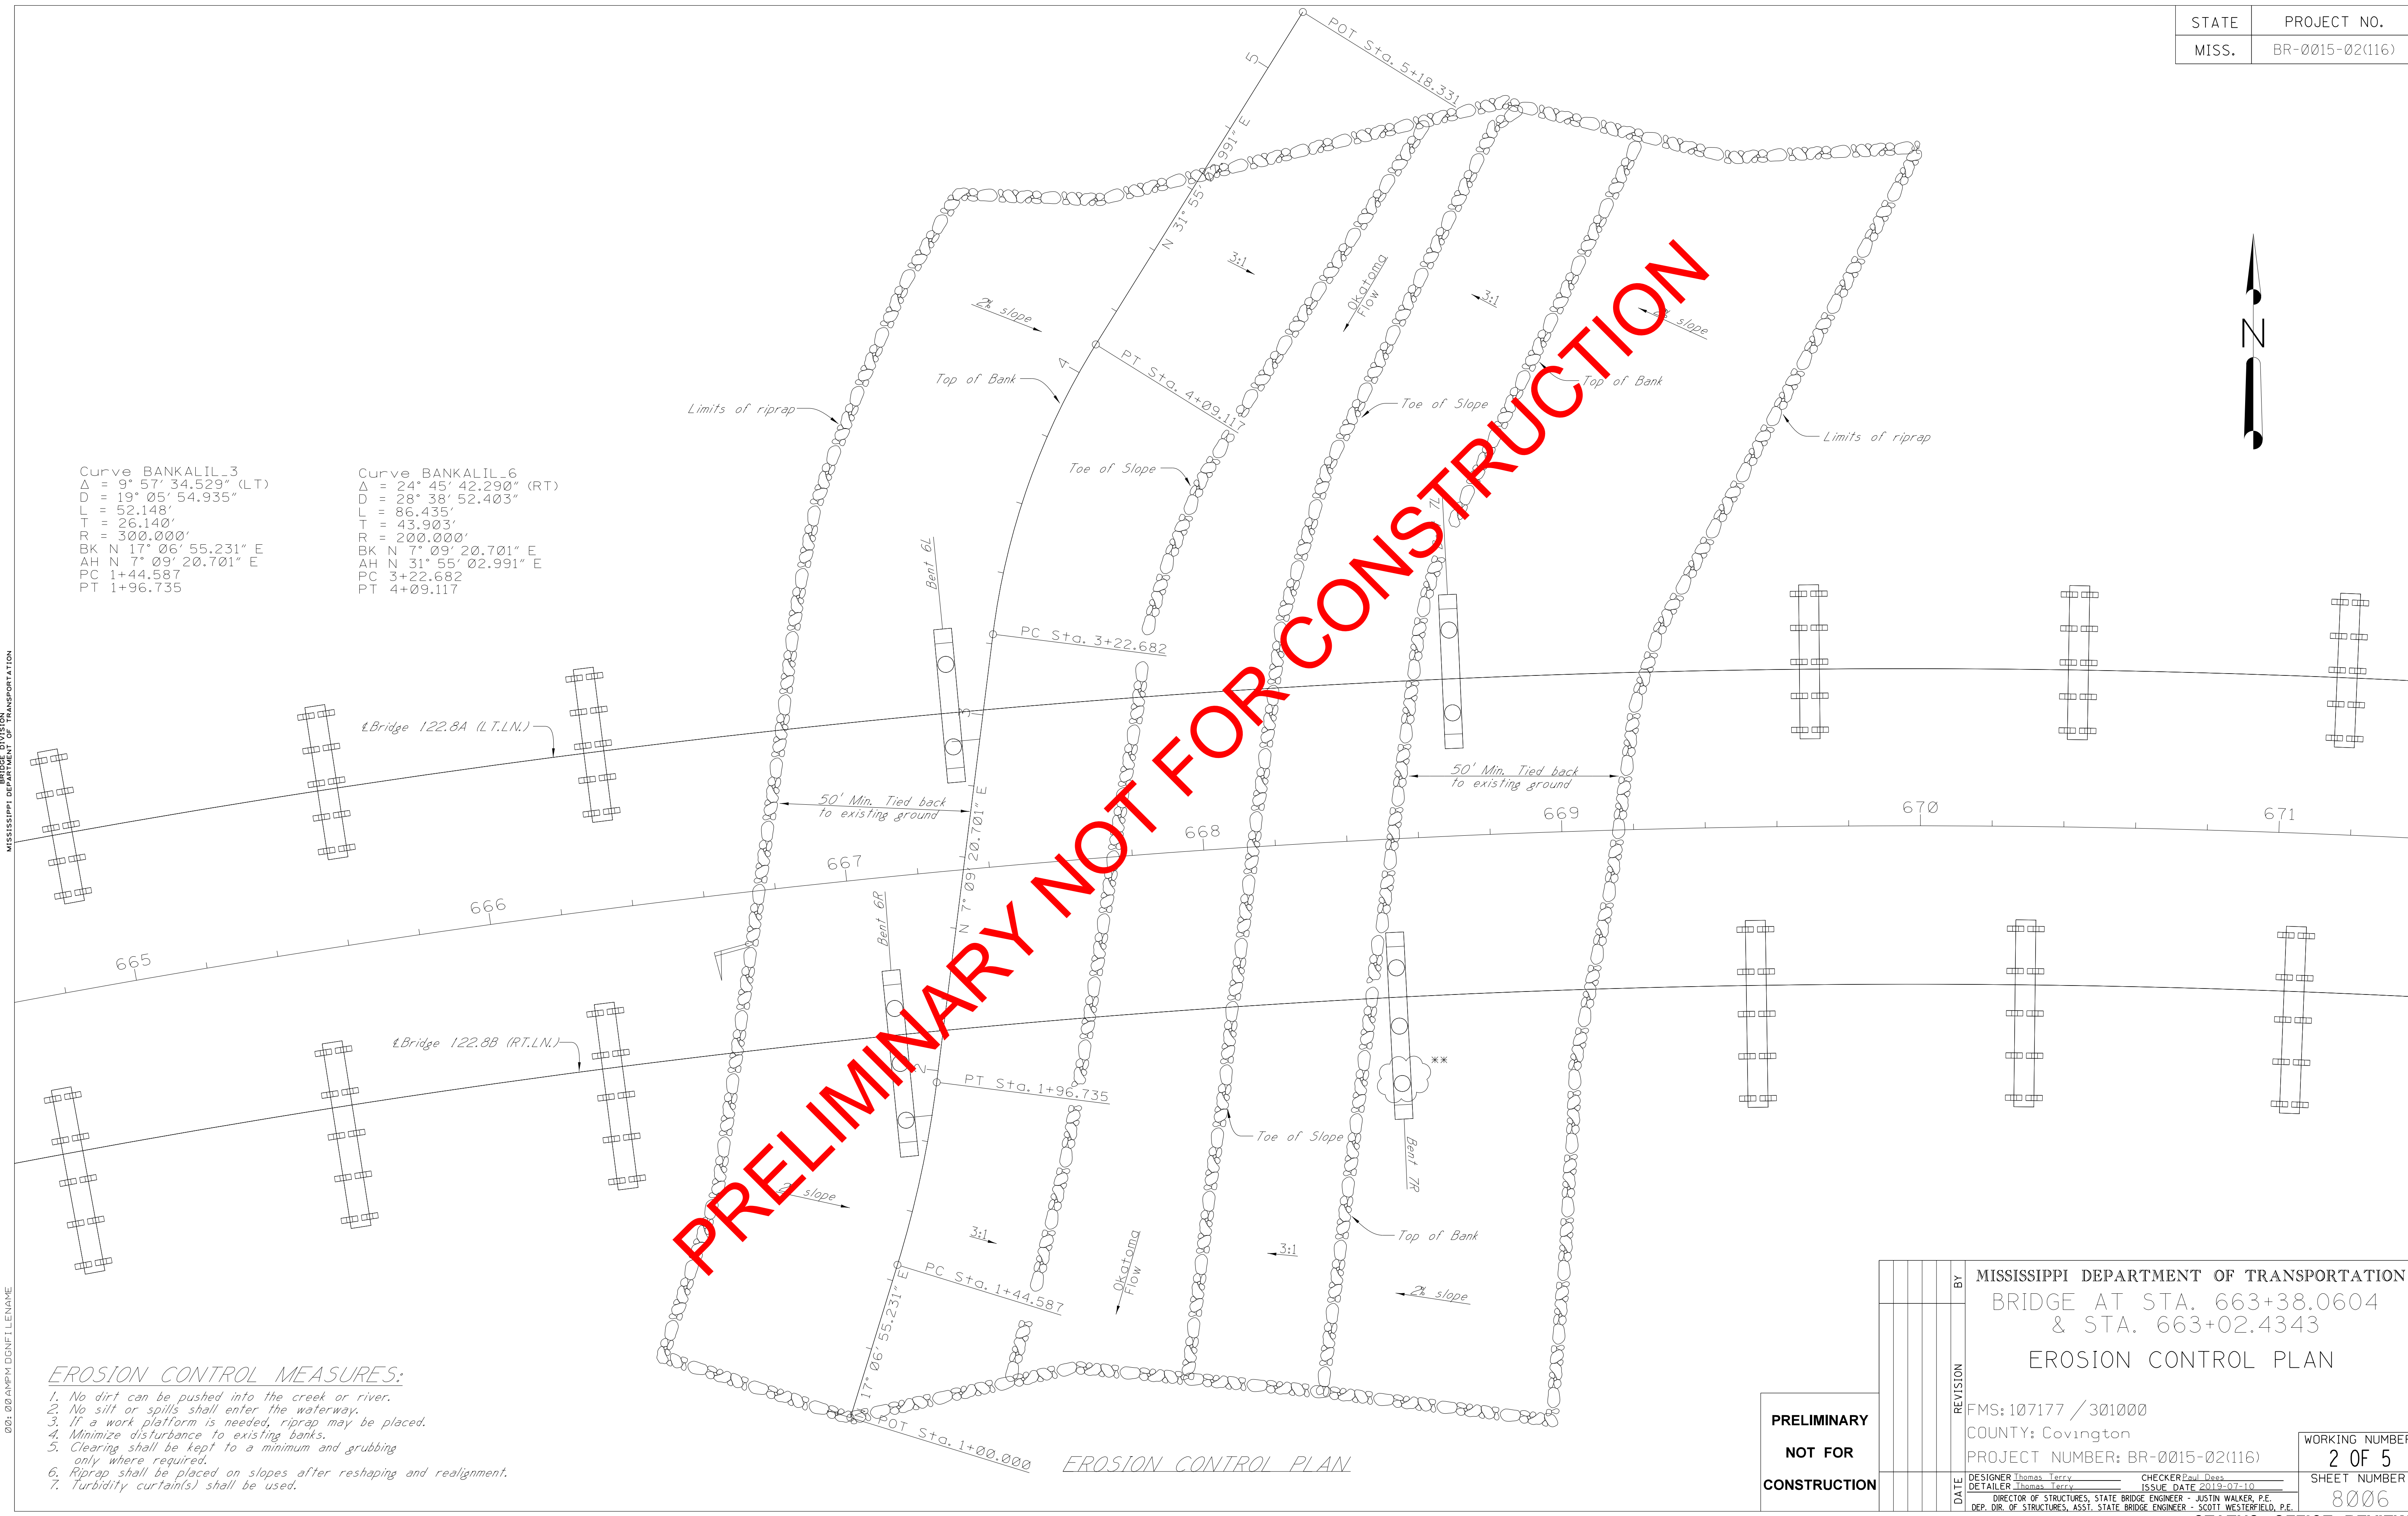 STATE PROJECT NO.
MISS. BR-0015-02(116)
POT Sta. 5+18.331
5
N 31° 55' 02.991" E
3:1
Okatoma
Flow
3:1
2% slope
2% slope
N
4
PT Sta. 4+09.117
Top of Bank
Top of Bank
Limits of riprap
Toe of Slope
Limits of riprap
Toe of Slope
Curve BANKALIL_3
Δ = 9° 57' 34.529" (LT)
D = 19° 05' 54.935"
L = 52.148'
T = 26.140'
R = 300.000'
BK N 17° 06' 55.231" E
AH N 7° 09' 20.701" E
PC 1+44.587
PT 1+96.735
Curve BANKALIL_6
Δ = 24° 45' 42.290" (RT)
D = 28° 38' 52.403"
L = 86.435'
T = 43.903'
R = 200.000'
BK N 7° 09' 20.701" E
AH N 31° 55' 02.991" E
PC 3+22.682
PT 4+09.117
Bent 6L
7L
PC Sta. 3+22.682
3
℄Bridge 122.8A (LT.LN.)
50' Min. Tied back
to existing ground
50' Min. Tied back
to existing ground
N 7° 09' 20.701" E
665
666
667
668
669
670
671
Bent 6R
℄Bridge 122.8B (RT.LN.)
2
PT Sta. 1+96.735
**
Toe of Slope
Bent 7R
slope
3:1
Okatoma
Flow
3:1
Top of Bank
2% slope
PC Sta. 1+44.587
17° 06' 55.231" E
POT Sta. 1+00.000
PRELIMINARY NOT FOR CONSTRUCTION
EROSION CONTROL MEASURES:
1. No dirt can be pushed into the creek or river.
2. No silt or spills shall enter the waterway.
3. If a work platform is needed, riprap may be placed.
4. Minimize disturbance to existing banks.
5. Clearing shall be kept to a minimum and grubbing
only where required.
6. Riprap shall be placed on slopes after reshaping and realignment.
7. Turbidity curtain(s) shall be used.
EROSION CONTROL PLAN
BRIDGE DIVISION
MISSISSIPPI DEPARTMENT OF TRANSPORTATION
00:00 AMPM DGNFILENAME
PRELIMINARY
NOT FOR
CONSTRUCTION
BY
REVISION
DATE
MISSISSIPPI DEPARTMENT OF TRANSPORTATION
BRIDGE AT STA. 663+38.0604
& STA. 663+02.4343
EROSION CONTROL PLAN
FMS: 107177 / 301000
COUNTY: Covington
PROJECT NUMBER: BR-0015-02(116)
DESIGNER Thomas Terry CHECKER Paul Dees
DETAILER Thomas Terry ISSUE DATE 2019-07-10
DIRECTOR OF STRUCTURES, STATE BRIDGE ENGINEER - JUSTIN WALKER, P.E.
DEP. DIR. OF STRUCTURES, ASST. STATE BRIDGE ENGINEER - SCOTT WESTERFIELD, P.E.
WORKING NUMBER
2 OF 5
SHEET NUMBER
8006